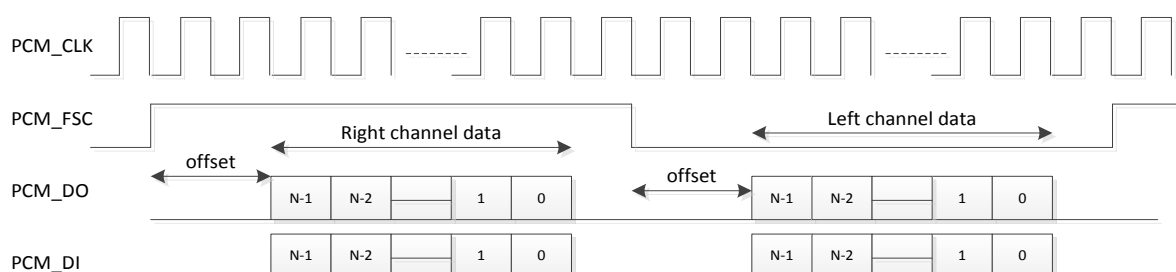 PCM_CLK
PCM_FSC
Right channel data
Left channel data
offset
offset
PCM_DO
N-1 N-2 1 0 N-1 N-2 1 0
PCM_DI
N-1 N-2 1 0 N-1 N-2 1 0